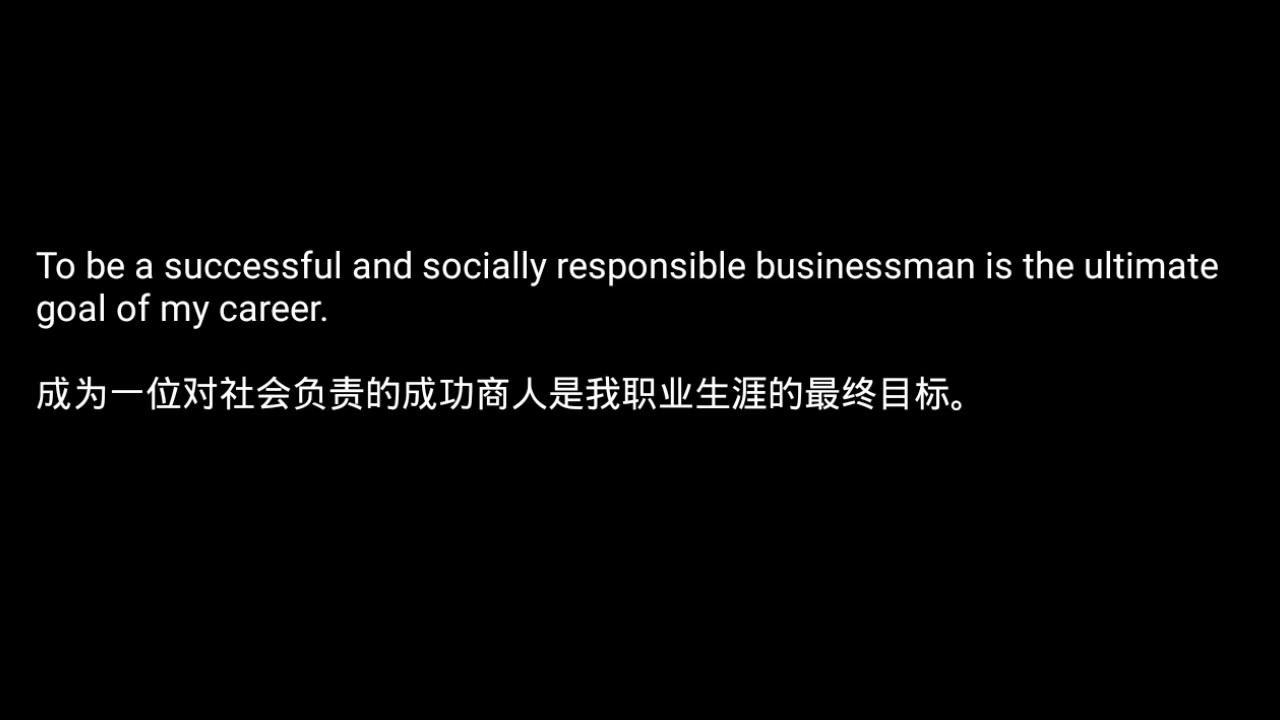 To be a successful and socially responsible businessman is the ultimate
goal of my career.
成为一位对社会负责的成功商人是我职业生涯的最终目标。